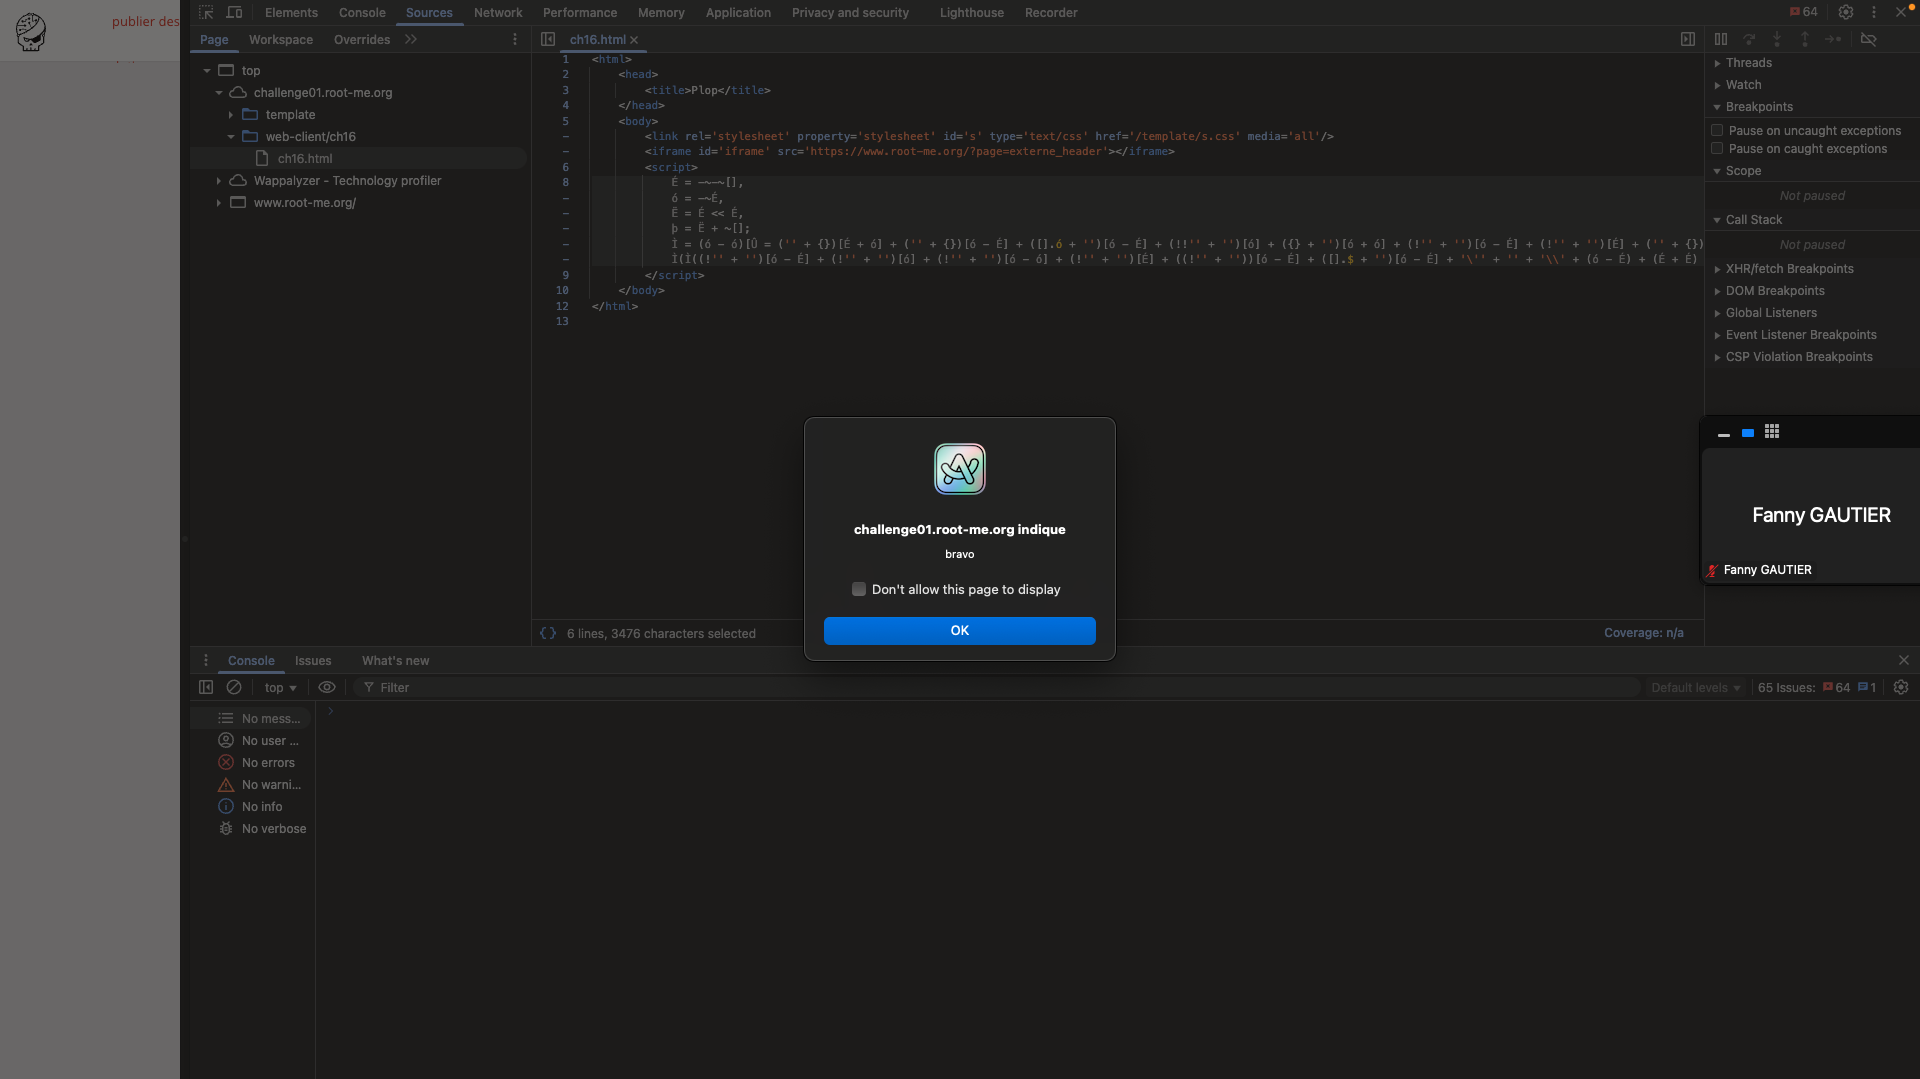 publier des
Elements Console Sources Network Performance Memory Application Privacy and security Lighthouse Recorder 64
Page Workspace Overrides
ch16.html
top
challenge01.root-me.org
template
web-client/ch16
ch16.html
Wappalyzer - Technology profiler
www.root-me.org/
1 <html>
2 <head>
3 <title>Plop</title>
4 </head>
5 <body>
- <link rel='stylesheet' property='stylesheet' id='s' type='text/css' href='/template/s.css' media='all'/>
- <iframe id='iframe' src='https://www.root-me.org/?page=externe_header'></iframe>
6 <script>
8 É = -~-~[],
- ó = -~É,
- Ë = É << É,
- þ = Ë + ~[];
- Ì = (ó - ó)[Û = ('' + {})[É + ó] + ('' + {})[ó - É] + ([].ó + '')[ó - É] + (!!'' + '')[ó] + ({} + '')[ó + ó] + (!'' + '')[ó - É] + (!'' + '')[É] + ('' + {})
- Ì(Ì((!'' + '')[ó - É] + (!'' + '')[ó] + (!'' + '')[ó - ó] + (!'' + '')[É] + ((!'' + ''))[ó - É] + ([].$ + '')[ó - É] + '\'' + '' + '\\' + (ó - É) + (É + É)
9 </script>
10 </body>
12 </html>
13
Threads
Watch
Breakpoints
Pause on uncaught exceptions
Pause on caught exceptions
Scope
Not paused
Call Stack
Not paused
XHR/fetch Breakpoints
DOM Breakpoints
Global Listeners
Event Listener Breakpoints
CSP Violation Breakpoints
challenge01.root-me.org indique
bravo
Don't allow this page to display
OK
Fanny GAUTIER
Fanny GAUTIER
{} 6 lines, 3476 characters selected
Coverage: n/a
Console Issues What's new
top Filter Default levels 65 Issues: 64 1
No mess...
No user ...
No errors
No warni...
No info
No verbose